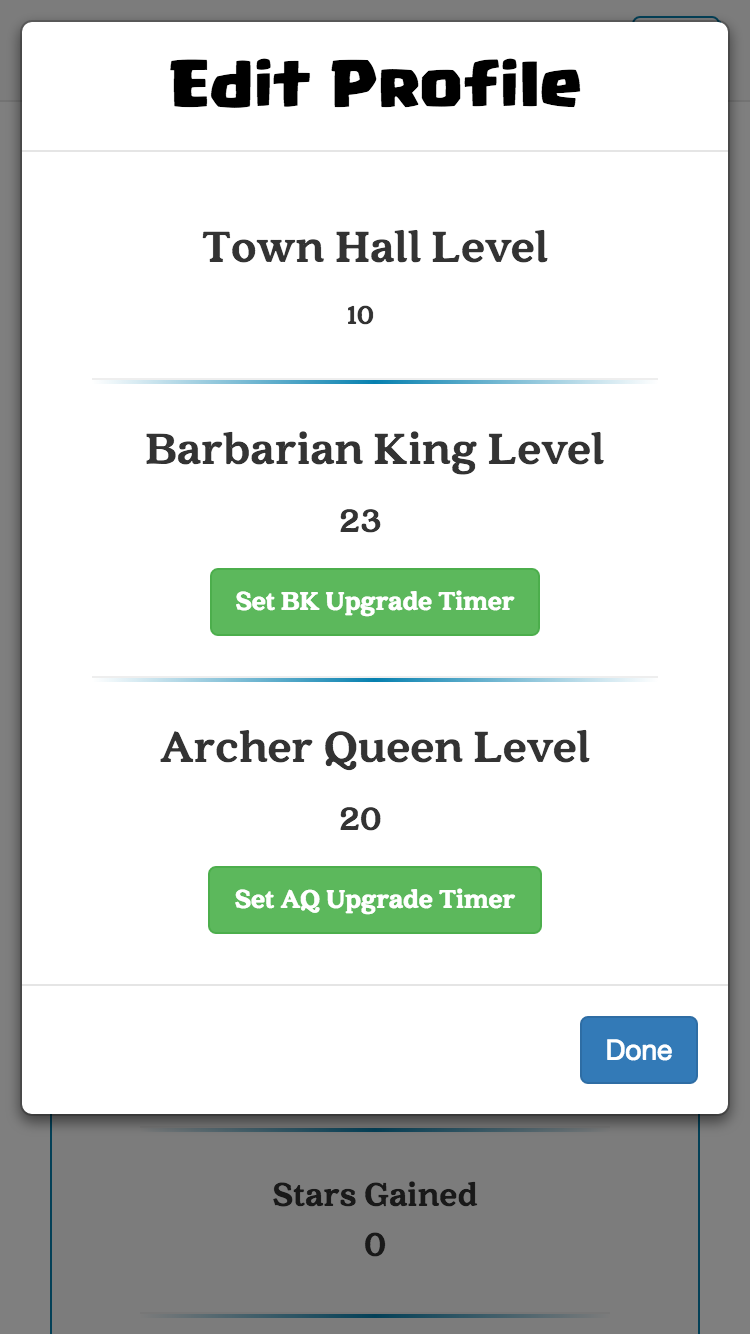 Edit Profile
Town Hall Level
10
Barbarian King Level
23
Set BK Upgrade Timer
Archer Queen Level
20
Set AQ Upgrade Timer
Done
Stars Gained
0